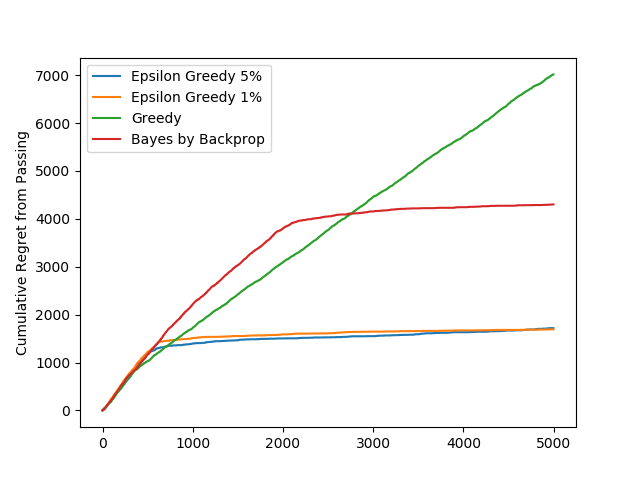 Epsilon Greedy 5%
Epsilon Greedy 1%
Greedy
Bayes by Backprop
Cumulative Regret from Passing
7000
6000
5000
4000
3000
2000
1000
0
0 1000 2000 3000 4000 5000